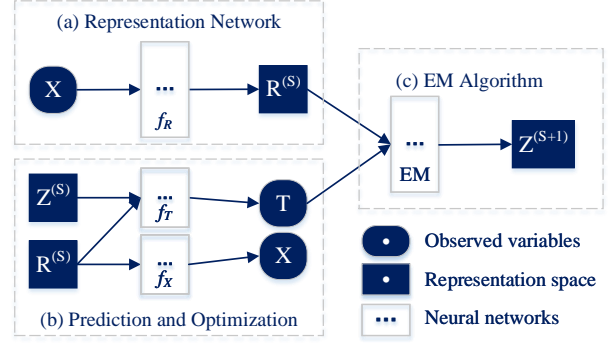 (a) Representation Network
X
...
f_R
R^(S)
(c) EM Algorithm
...
EM
Z^(S+1)
Z^(S)
...
f_T
T
R^(S)
...
f_X
X
(b) Prediction and Optimization
Observed variables
Representation space
... Neural networks